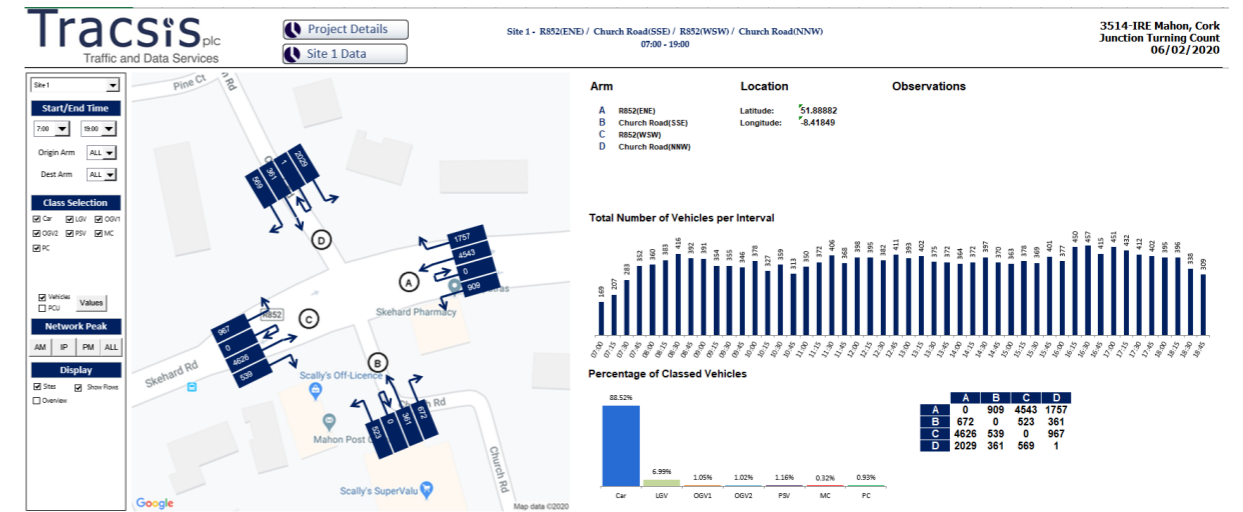 Tracsis plc
Traffic and Data Services
Project Details
Site 1 Data
Site 1 - R852(ENE) / Church Road(SSE) / R852(WSW) / Church Road(NNW)
07:00 - 19:00
3514-IRE Mahon, Cork
Junction Turning Count
06/02/2020
Site 1
Start/End Time
7:00 19:00
Origin Arm ALL
Dest Arm ALL
Class Selection
Car LGV OGV1
OGV2 PSV MC
PC
Vehicles
PCU
Values
Network Peak
AM IP PM ALL
Display
Sites Show Flows
Overview
Pine Ct
Rd
569 361 1 2029
D
1757
4543
0
909
A
Skehard Pharmacy
R852
C
967
0
4626
539
Skehard Rd
B
Scally's Off-Licence
Church Rd
523 0 361 672
Mahon Post
Church Rd
Scally's SuperValu
Google
Map data ©2020
Arm Location Observations
A R852(ENE) Latitude: 51.88882
B Church Road(SSE) Longitude: -8.41849
C R852(WSW)
D Church Road(NNW)
Total Number of Vehicles per Interval
169 207 283 352 360 383 416 392 391 354 355 346 378 327 359 313 350 372 406 368 398 395 382 411 393 402 375 372 364 372 397 370 363 378 369 401 377 450 457 415 451 432 412 402 395 396 338 309
07:00 07:15 07:30 07:45 08:00 08:15 08:30 08:45 09:00 09:15 09:30 09:45 10:00 10:15 10:30 10:45 11:00 11:15 11:30 11:45 12:00 12:15 12:30 12:45 13:00 13:15 13:30 13:45 14:00 14:15 14:30 14:45 15:00 15:15 15:30 15:45 16:00 16:15 16:30 16:45 17:00 17:15 17:30 17:45 18:00 18:15 18:30 18:45
Percentage of Classed Vehicles
88.52% 6.99% 1.05% 1.02% 1.16% 0.32% 0.93%
Car LGV OGV1 OGV2 PSV MC PC
A B C D
A 0 909 4543 1757
B 672 0 523 361
C 4626 539 0 967
D 2029 361 569 1